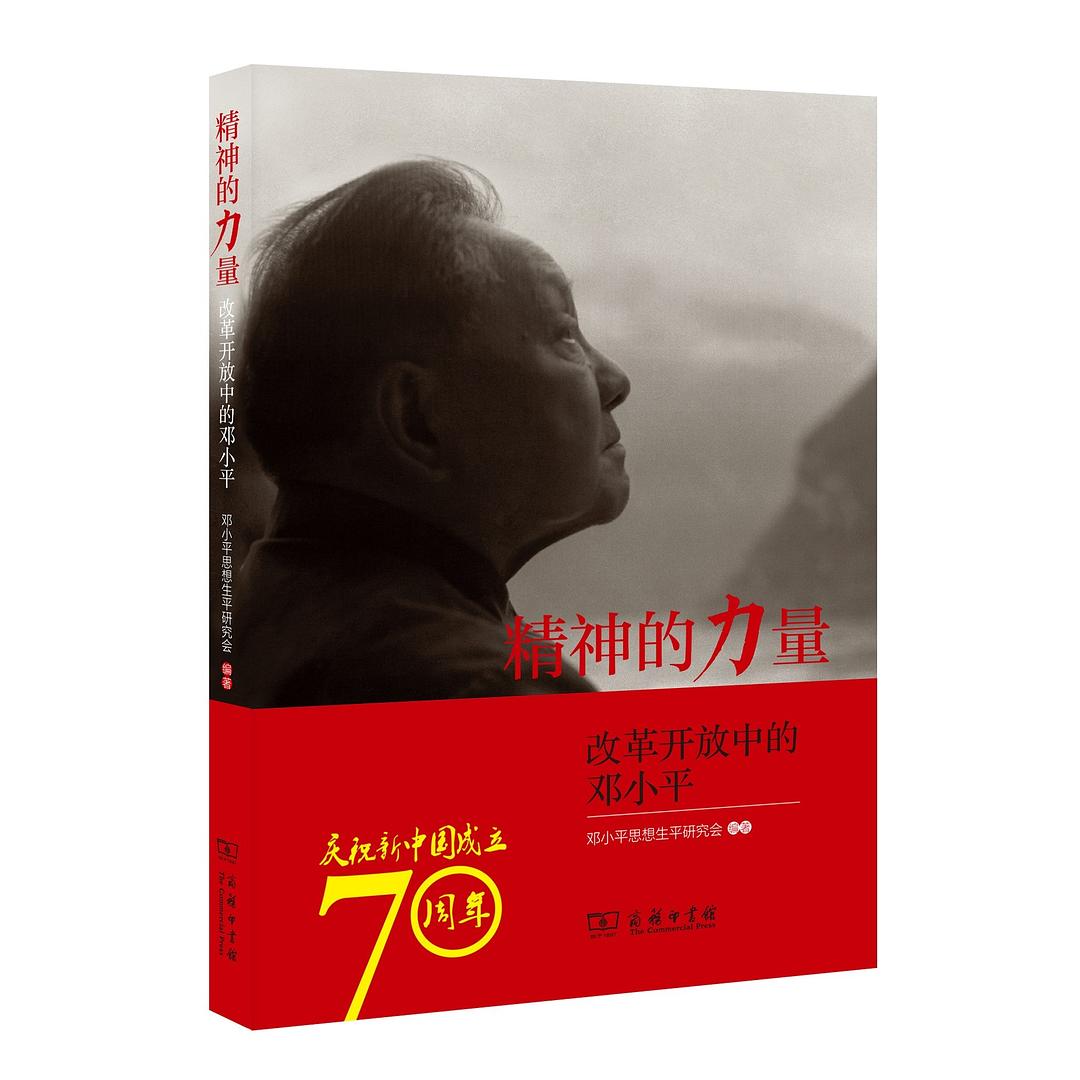 精神的力量
改革开放中的邓小平
邓小平思想生平研究会
编著
商务印书馆
The Commercial Press
精神的力量
改革开放中的
邓小平
邓小平思想生平研究会 编著
庆祝新中国成立
70周年
商务印书馆
The Commercial Press